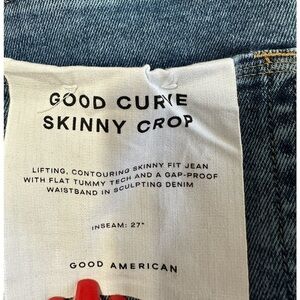 GOOD CURVE
SKINNY CROP
LIFTING, CONTOURING SKINNY FIT JEAN
WITH FLAT TUMMY TECH AND A GAP-PROOF
WAISTBAND IN SCULPTING DENIM
INSEAM: 27"
GOOD AMERICAN